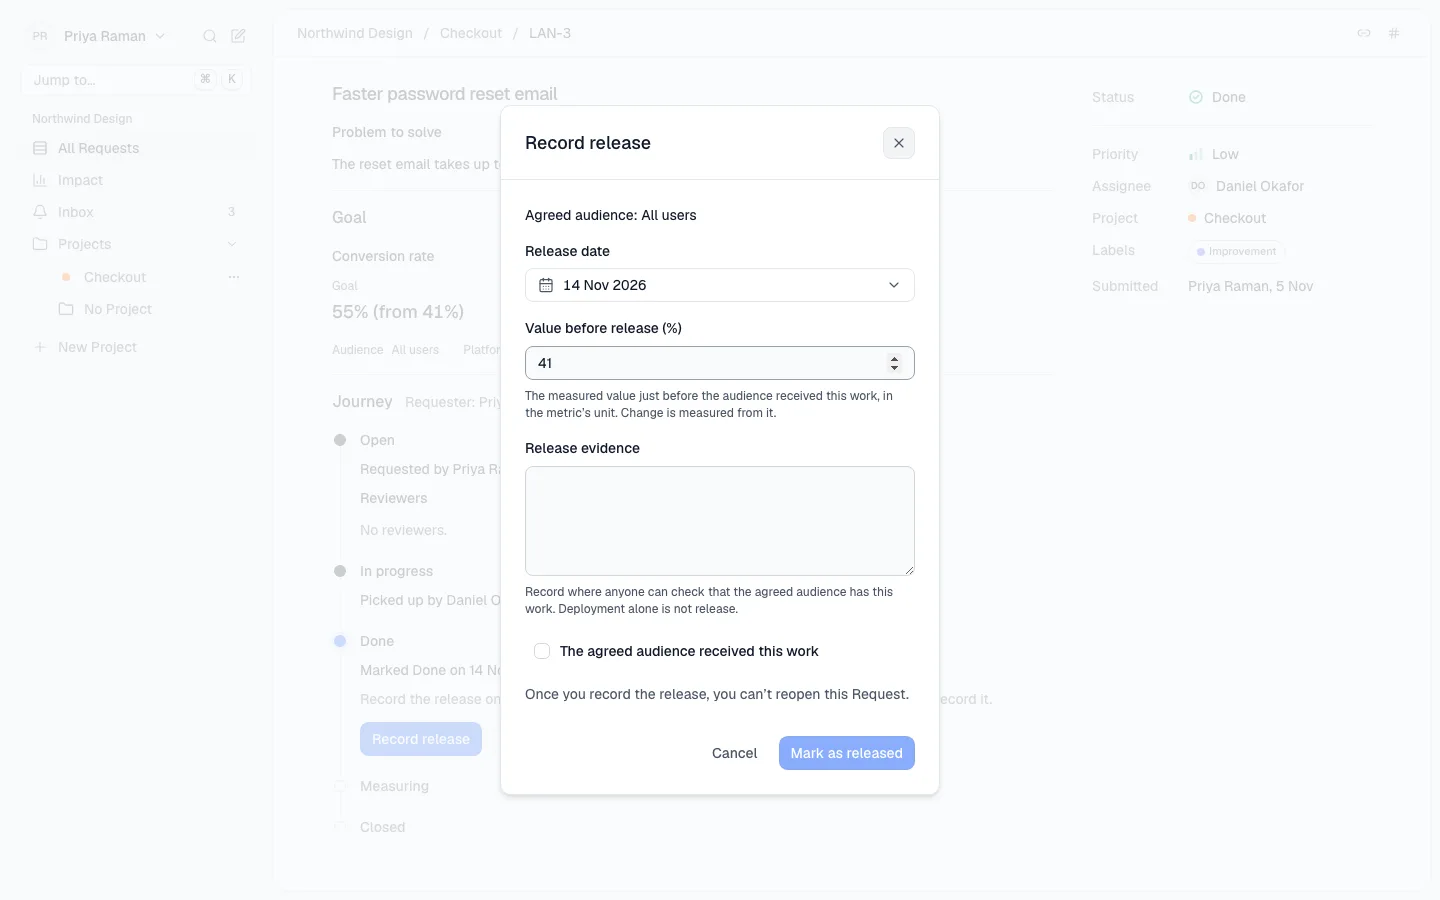 PR Priya Raman
Jump to... ⌘ K
Northwind Design
All Requests
Impact
Inbox 3
Projects
Checkout
No Project
New Project
Northwind Design / Checkout / LAN-3
Faster password reset email
Problem to solve
The reset email takes up t
Goal
Conversion rate
Goal
55% (from 41%)
Audience All users Platfor
Journey Requester: Priy
Open
Requested by Priya Ra
Reviewers
No reviewers.
In progress
Picked up by Daniel O
Done
Marked Done on 14 No
Record the release on
ecord it.
Record release
Measuring
Closed
Record release
Agreed audience: All users
Release date
14 Nov 2026
Value before release (%)
41
The measured value just before the audience received this work, in
the metric's unit. Change is measured from it.
Release evidence
Record where anyone can check that the agreed audience has this
work. Deployment alone is not release.
The agreed audience received this work
Once you record the release, you can't reopen this Request.
Cancel Mark as released
Status Done
Priority Low
Assignee DO Daniel Okafor
Project Checkout
Labels Improvement
Submitted Priya Raman, 5 Nov